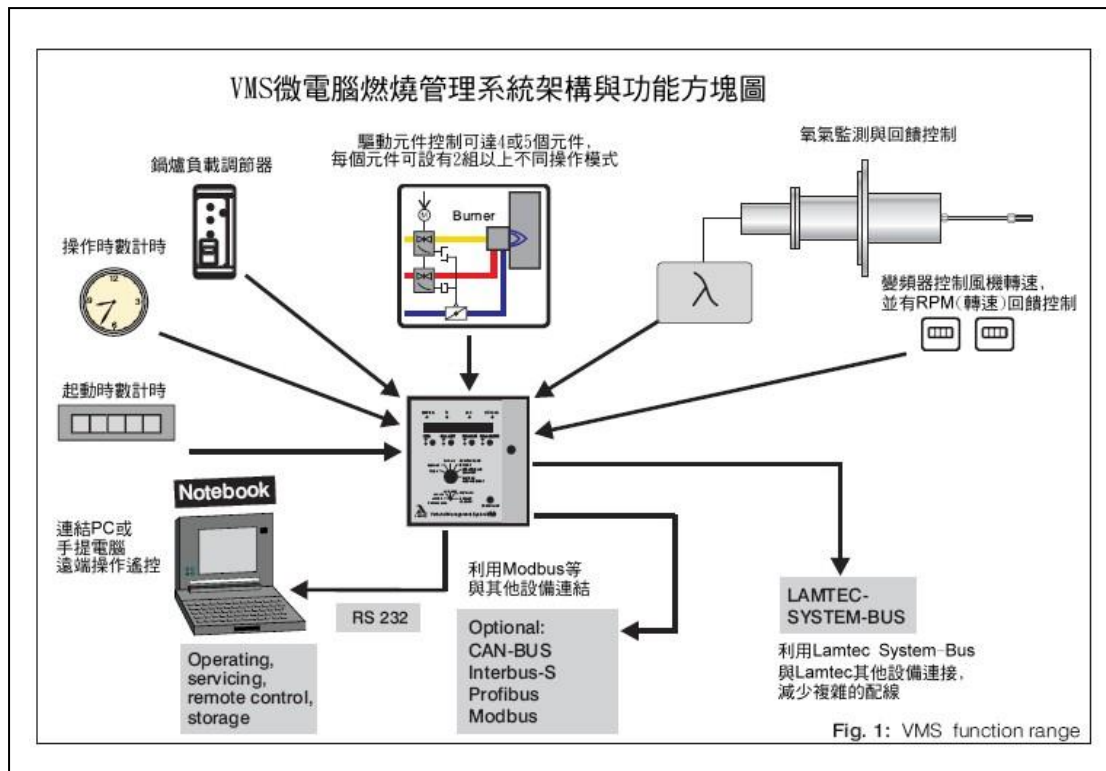 VMS微電腦燃燒管理系統架構與功能方塊圖
驅動元件控制可達4或5個元件,
每個元件可設有2組以上不同操作模式
氧氣監測與回饋控制
鍋爐負載調節器
Burner
M
操作時數計時
12
3
6
9
λ
變頻器控制風機轉速,
並有RPM(轉速)回饋控制
起動時數計時
Notebook
連結PC或
手提電腦
遠端操作遙控
RS 232
利用Modbus等
與其他設備連結
LAMTEC-
SYSTEM-BUS
Operating,
servicing,
remote control,
storage
Optional:
CAN-BUS
Interbus-S
Profibus
Modbus
利用Lamtec System-Bus
與Lamtec其他設備連接,
減少複雜的配線
Fig. 1: VMS function range